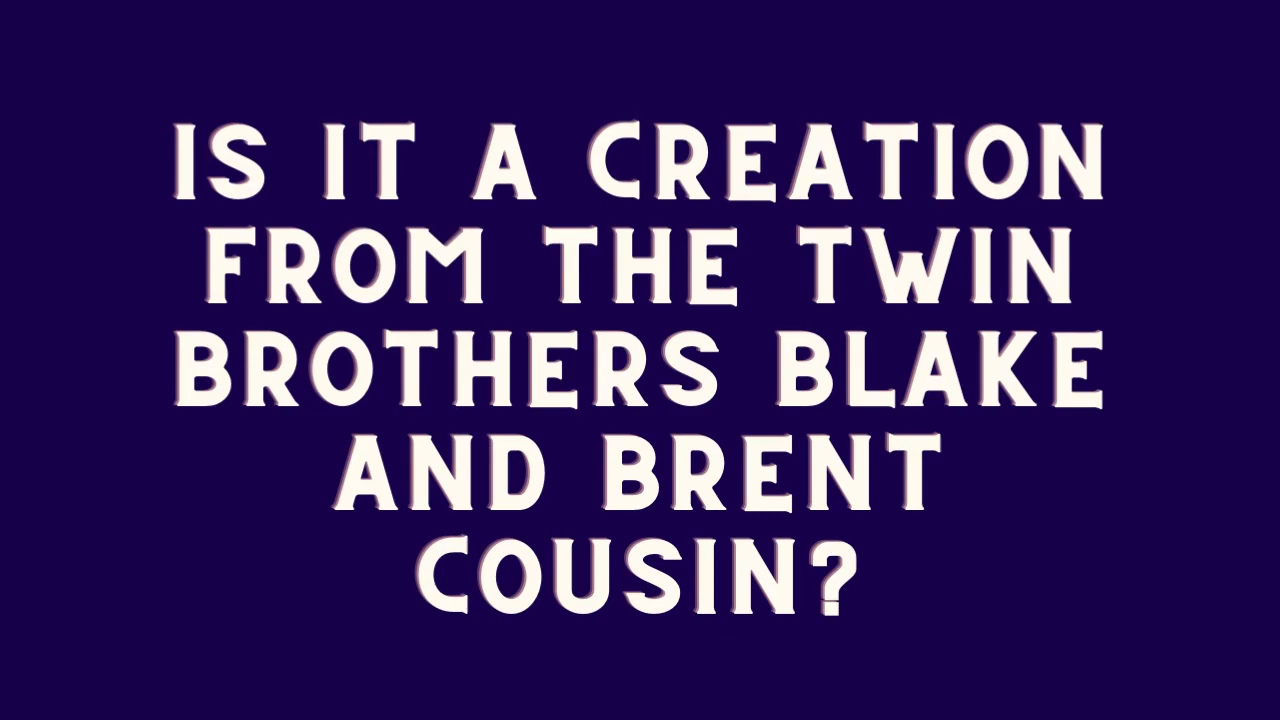 IS IT A CREATION
FROM THE TWIN
BROTHERS BLAKE
AND BRENT
COUSIN?